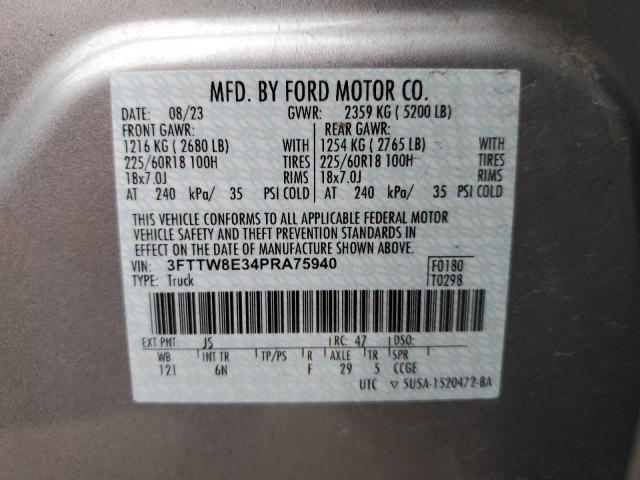 MFD. BY FORD MOTOR CO.
DATE: 08/23 GVWR: 2359 KG ( 5200 LB)
FRONT GAWR: REAR GAWR:
1216 KG ( 2680 LB) WITH 1254 KG ( 2765 LB) WITH
225/60R18 100H TIRES 225/60R18 100H TIRES
18x7.0J RIMS 18x7.0J RIMS
AT 240 kPa/ 35 PSI COLD AT 240 kPa/ 35 PSI COLD
THIS VEHICLE CONFORMS TO ALL APPLICABLE FEDERAL MOTOR
VEHICLE SAFETY AND THEFT PREVENTION STANDARDS IN
EFFECT ON THE DATE OF MANUFACTURE SHOWN ABOVE.
VIN: 3FTTW8E34PRA75940 F0180
TYPE: Truck T0298
EXT PNT: JS RC: 47 DSO:
WB INT TR TP/PS R AXLE TR SPR
121 6N F 29 5 CCGE
UTC ▽ SUSA-1520472-BA